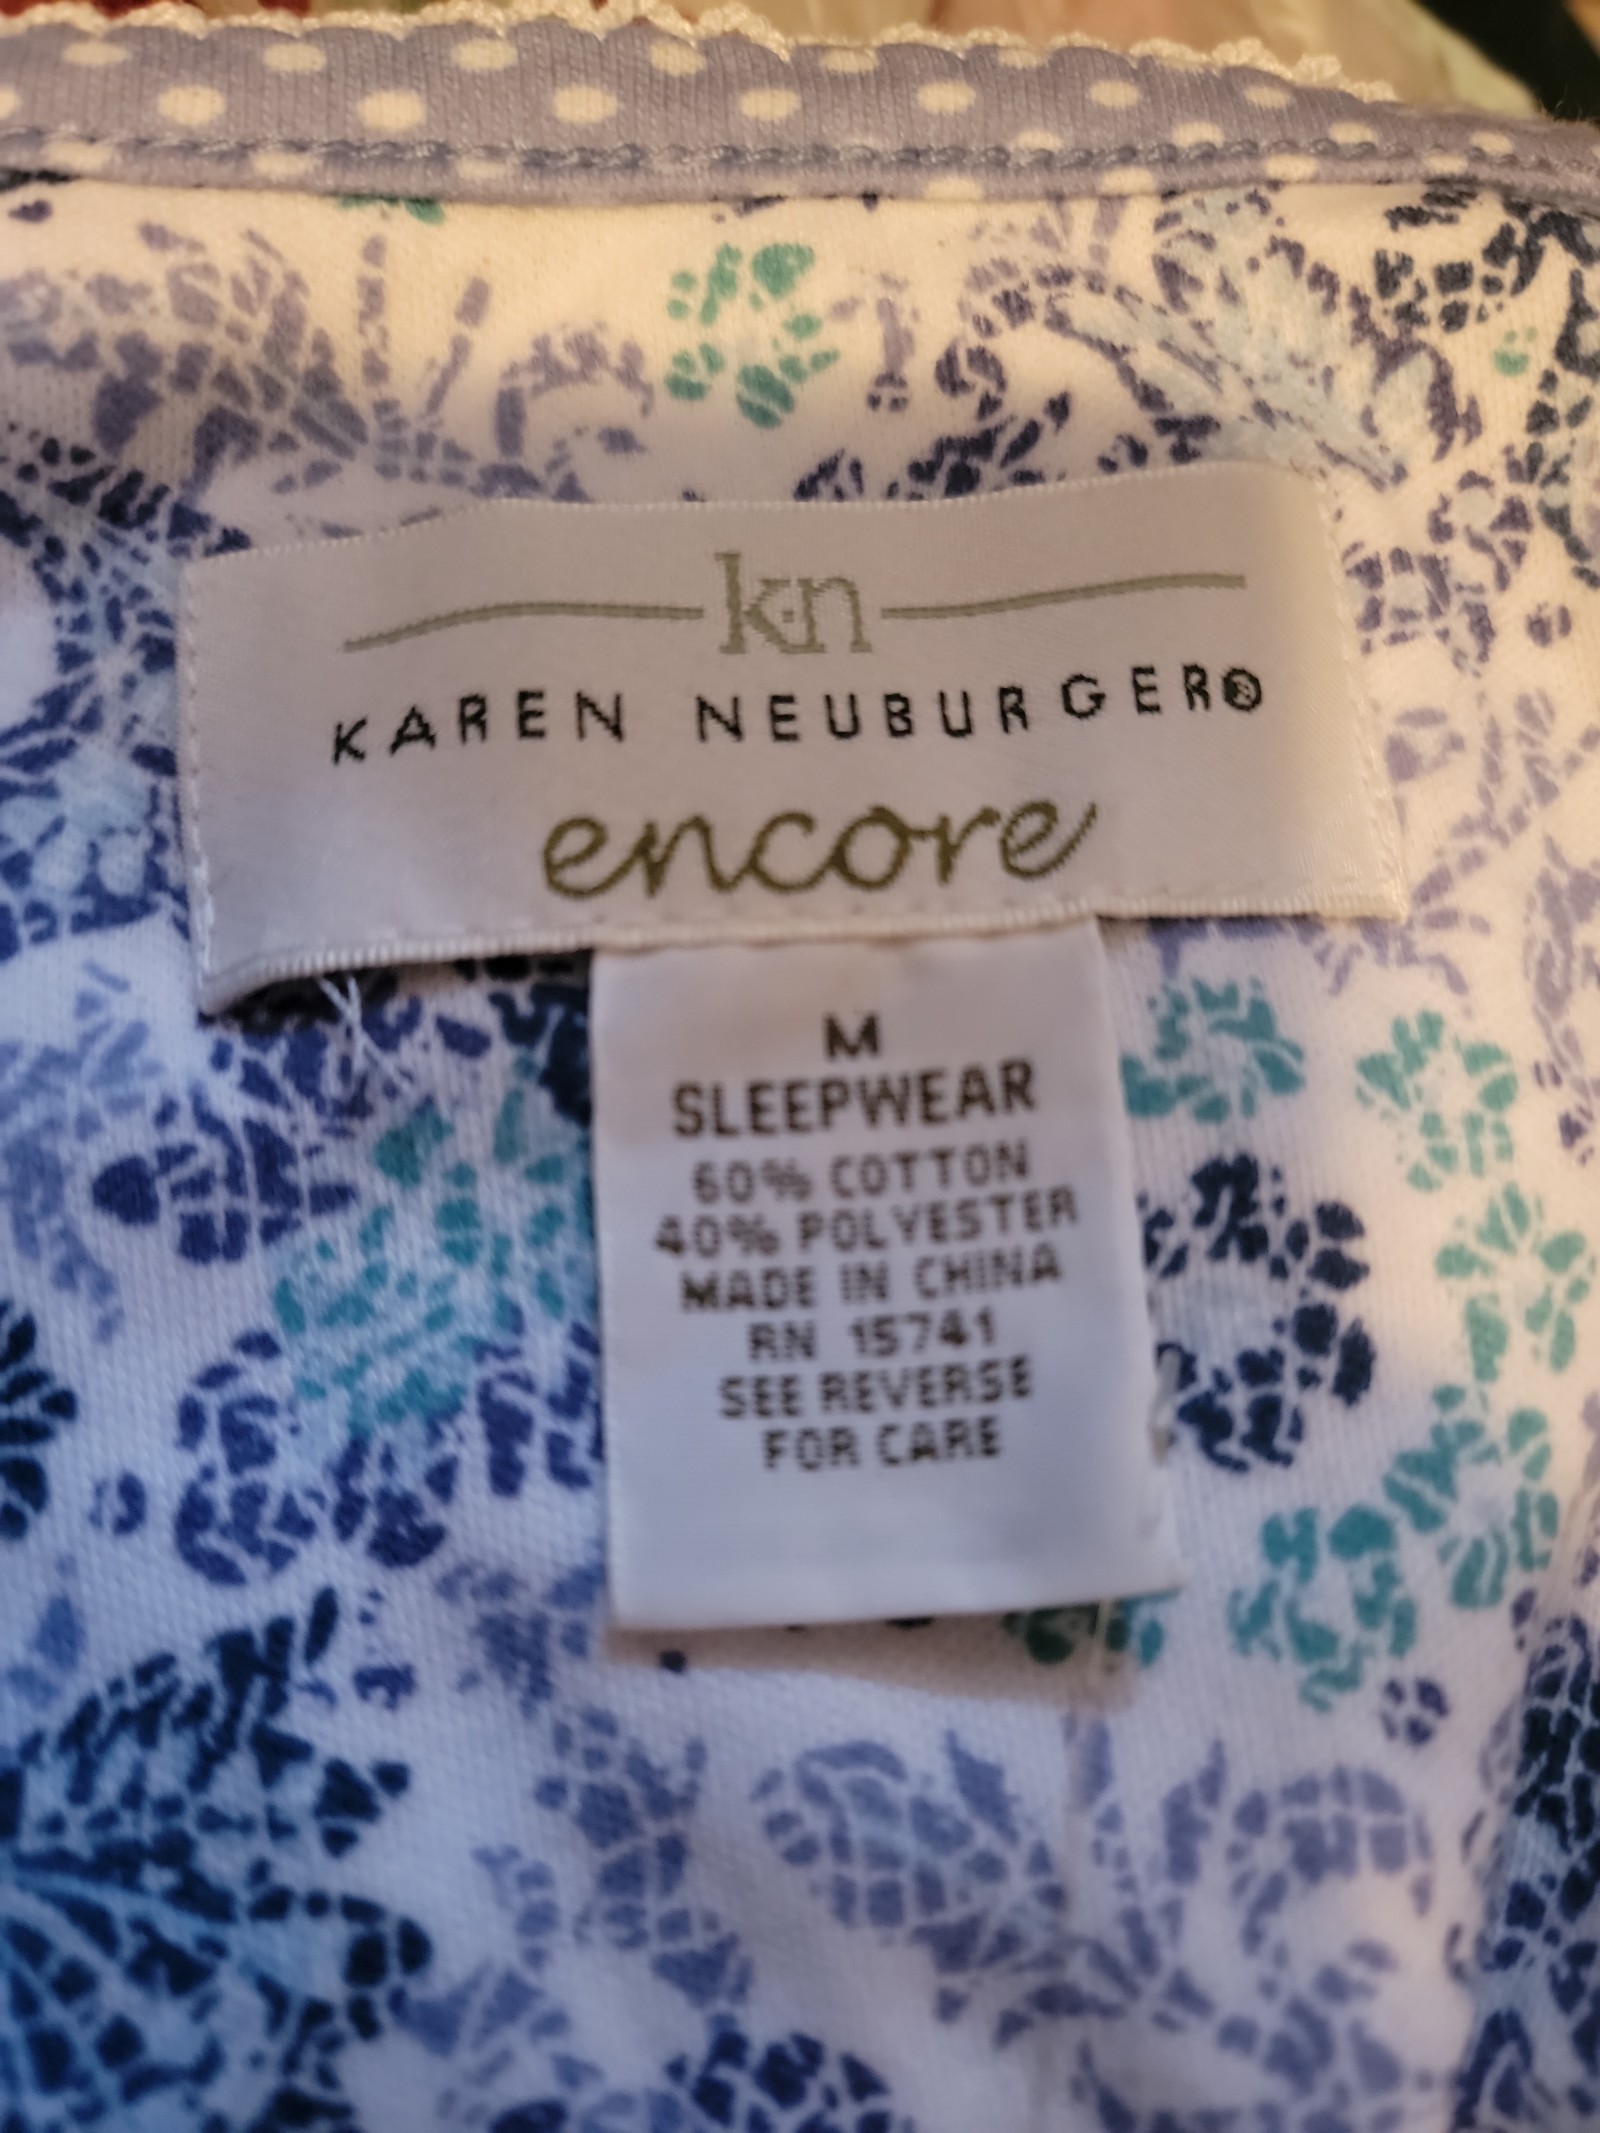 k·n
KAREN NEUBURGER®
encore
M
SLEEPWEAR
60% COTTON
40% POLYESTER
MADE IN CHINA
RN 15741
SEE REVERSE
FOR CARE